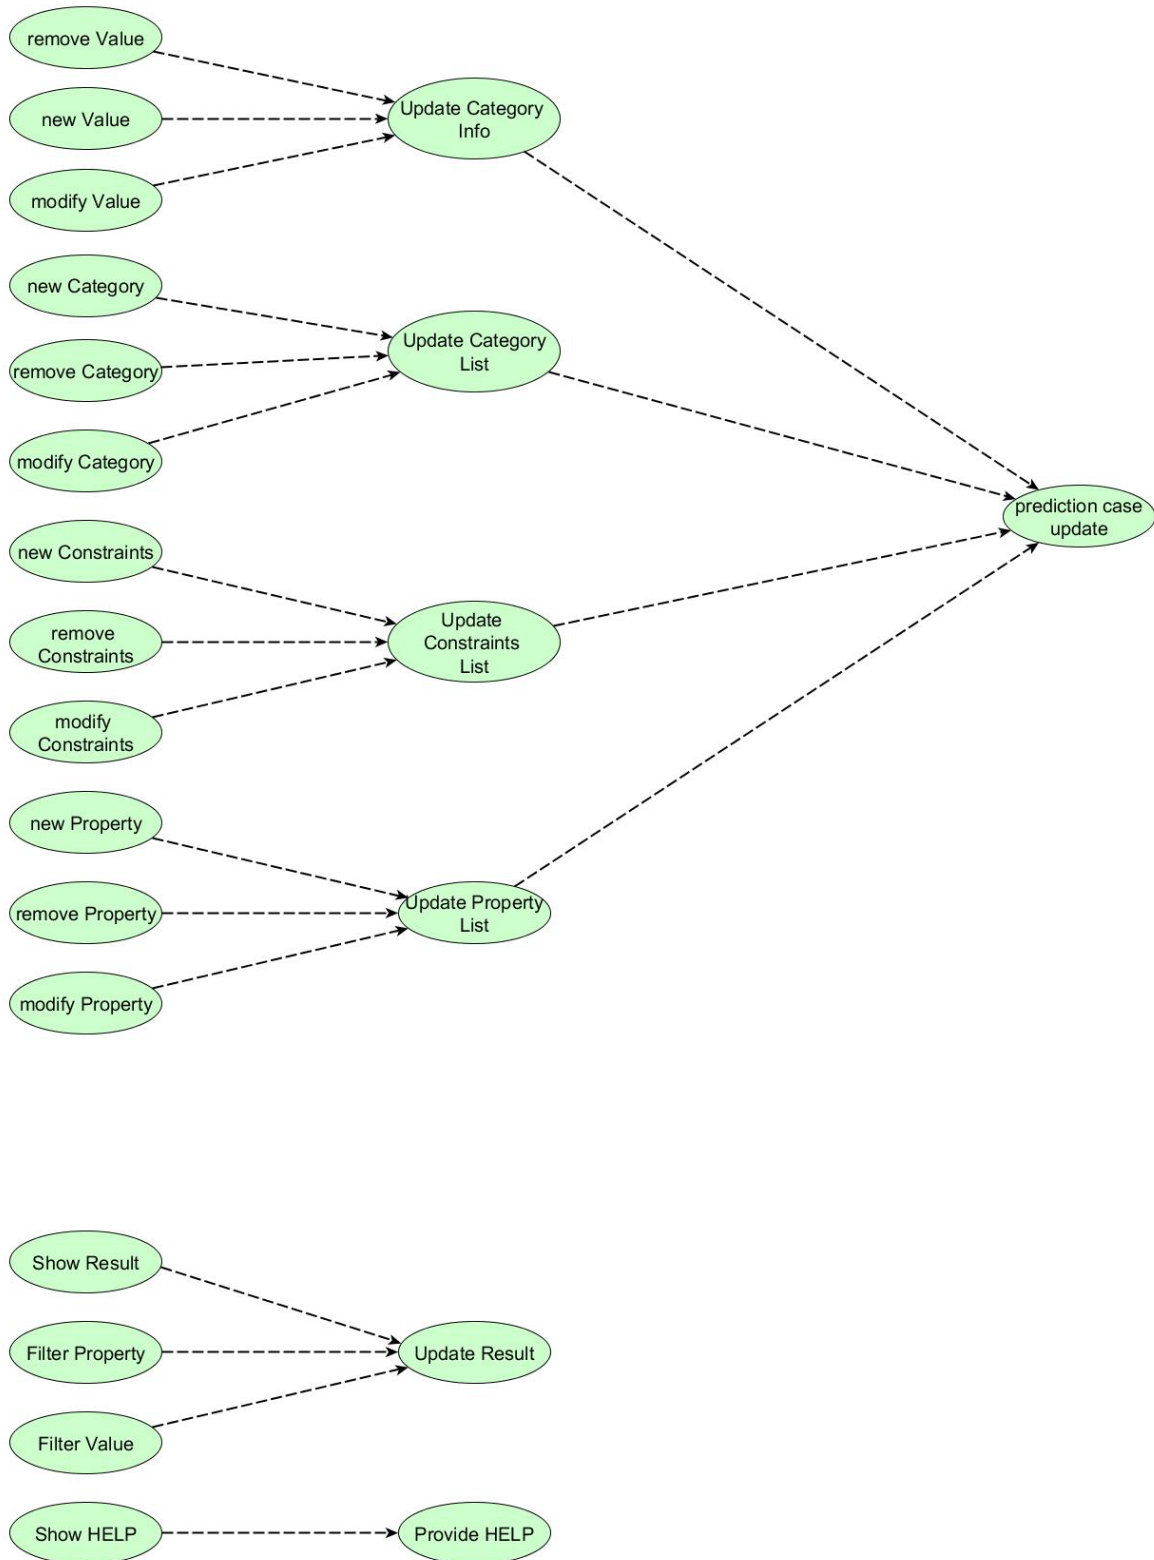 remove Value
new Value
modify Value
Update Category
Info
new Category
remove Category
modify Category
Update Category
List
new Constraints
remove
Constraints
modify
Constraints
Update
Constraints
List
new Property
remove Property
modify Property
Update Property
List
prediction case
update
Show Result
Filter Property
Filter Value
Update Result
Show HELP
Provide HELP